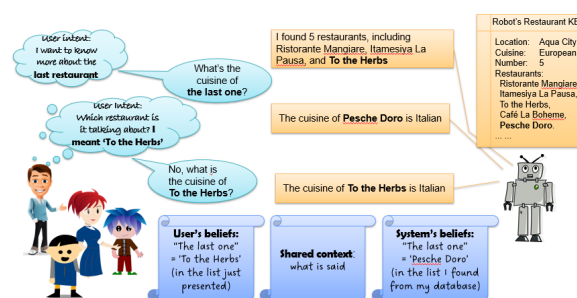 User intent:
I want to know
more about the
last restaurant
What's the
cuisine of
the last one?
I found 5 restaurants, including
Ristorante Mangiare, Itamesiya La
Pausa, and To the Herbs
Robot's Restaurant KB
Location: Aqua City
Cuisine: European
Number: 5
Restaurants:
Ristorante Mangiare
Itamesiya La Pausa,
To the Herbs,
Café La Boheme,
Pesche Doro.
... ...
User Intent:
Which restaurant is
it talking about? I
meant 'To the Herbs'
The cuisine of Pesche Doro is Italian
No, what is
the cuisine of
To the Herbs?
The cuisine of To the Herbs is Italian
User's beliefs:
"The last one"
= 'To the Herbs'
(in the list just
presented)
Shared context:
what is said
System's beliefs:
"The last one"
= 'Pesche Doro'
(in the list I found
from my database)